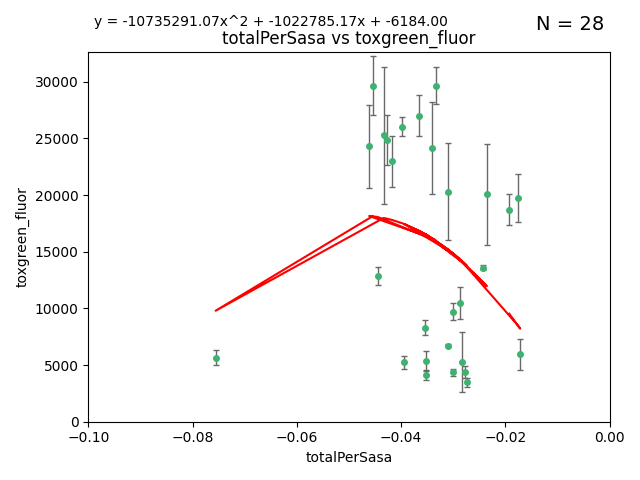 y = -10735291.07x^2 + -1022785.17x + -6184.00
N = 28
totalPerSasa vs toxgreen_fluor
30000
25000
20000
15000
10000
5000
0
toxgreen_fluor
−0.10
−0.08
−0.06
−0.04
−0.02
0.00
totalPerSasa